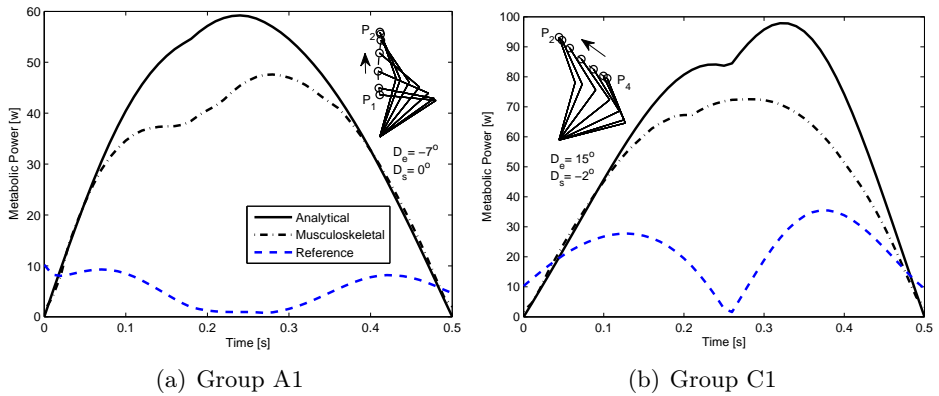 60
50
40
30
20
10
0
Metabolic Power [w]
0
0.1
0.2
0.3
0.4
0.5
Time [s]
P2
P1
De= −7o
Ds= 0o
Analytical
Musculoskeletal
Reference
(a) Group A1
100
90
80
70
60
50
40
30
20
10
0
Metabolic Power [w]
0
0.1
0.2
0.3
0.4
0.5
Time [s]
P2
P4
De= 15o
Ds= −2o
(b) Group C1